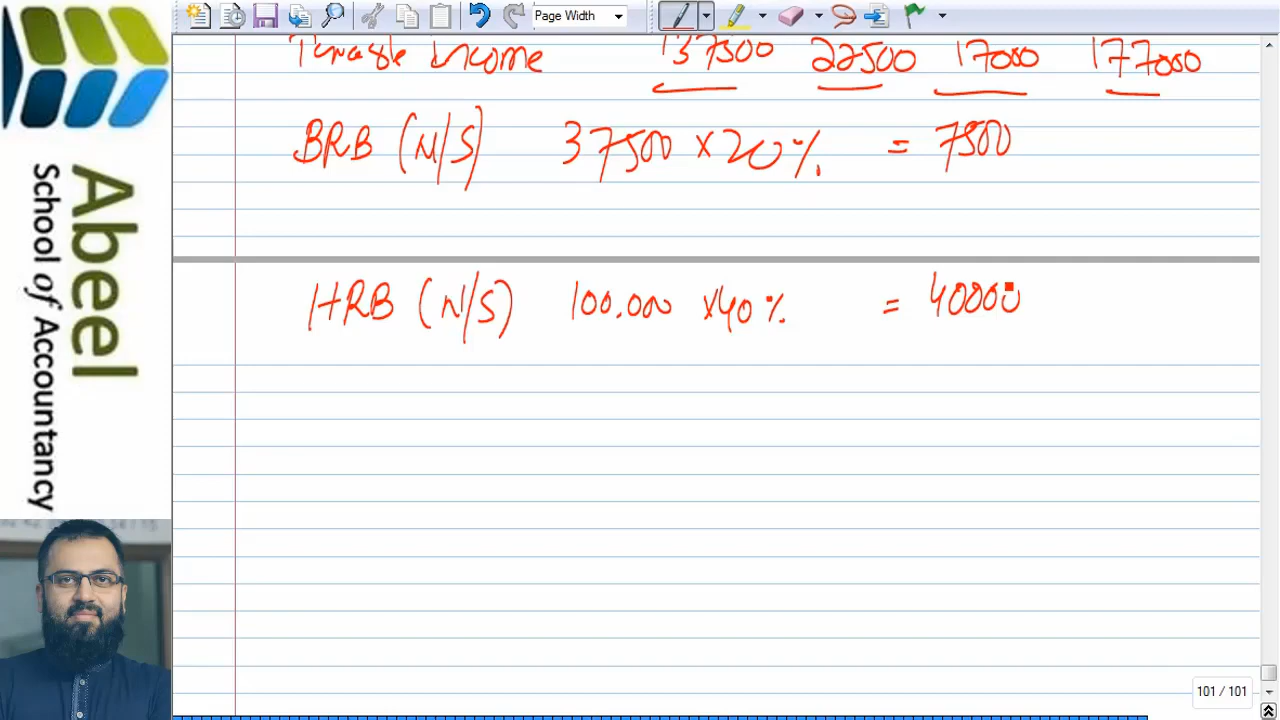 Page Width
Taxable income 137500 22500 17000 177000
BRB (N/S) 37500 ×20% = 7500
HRB (N/S) 100.000 ×40% = 40000
Abeel
School of Accountancy
101 / 101